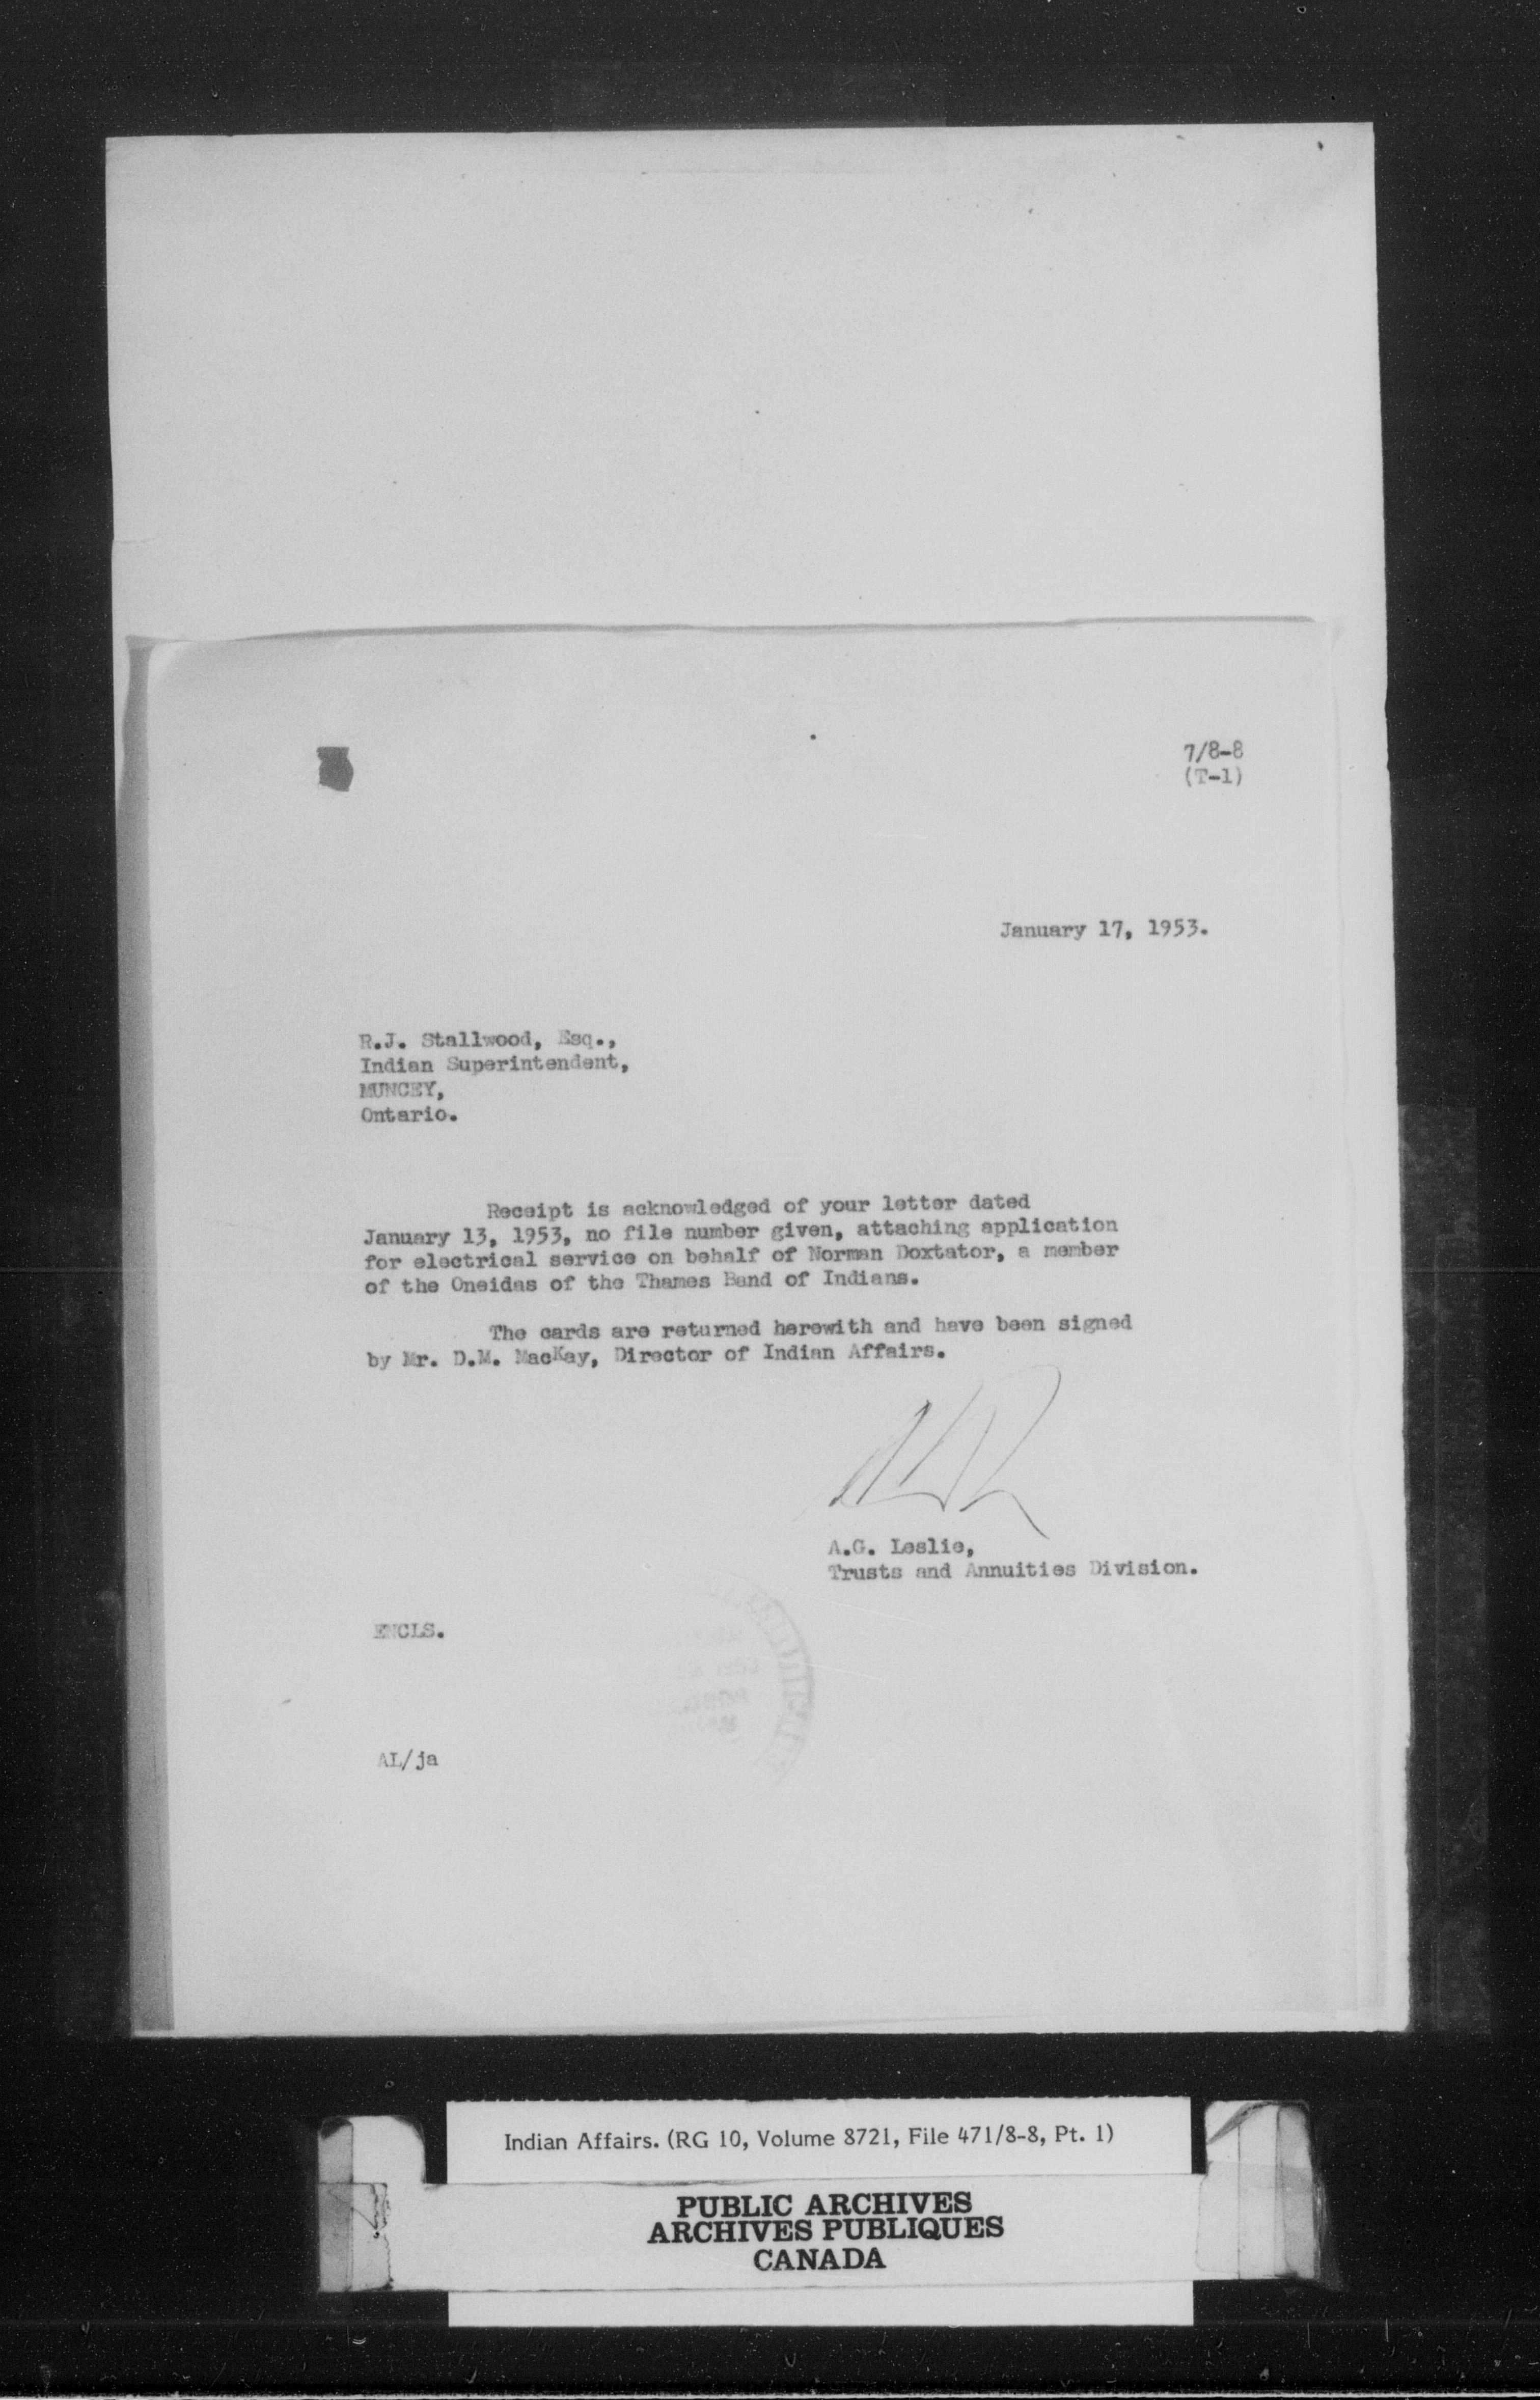 7/8-8
(T-1)
January 17, 1953.
R.J. Stallwood, Esq.,
Indian Superintendent,
MUNCEY,
Ontario.
Receipt is acknowledged of your letter dated
January 13, 1953, no file number given, attaching application
for electrical service on behalf of Norman Doxtator, a member
of the Oneidas of the Thames Band of Indians.
The cards are returned herewith and have been signed
by Mr. D.M. MacKay, Director of Indian Affairs.
A.G. Leslie,
Trusts and Annuities Division.
ENCLS.
AL/ja
Indian Affairs. (RG 10, Volume 8721, File 471/8-8, Pt. 1)
PUBLIC ARCHIVES
ARCHIVES PUBLIQUES
CANADA